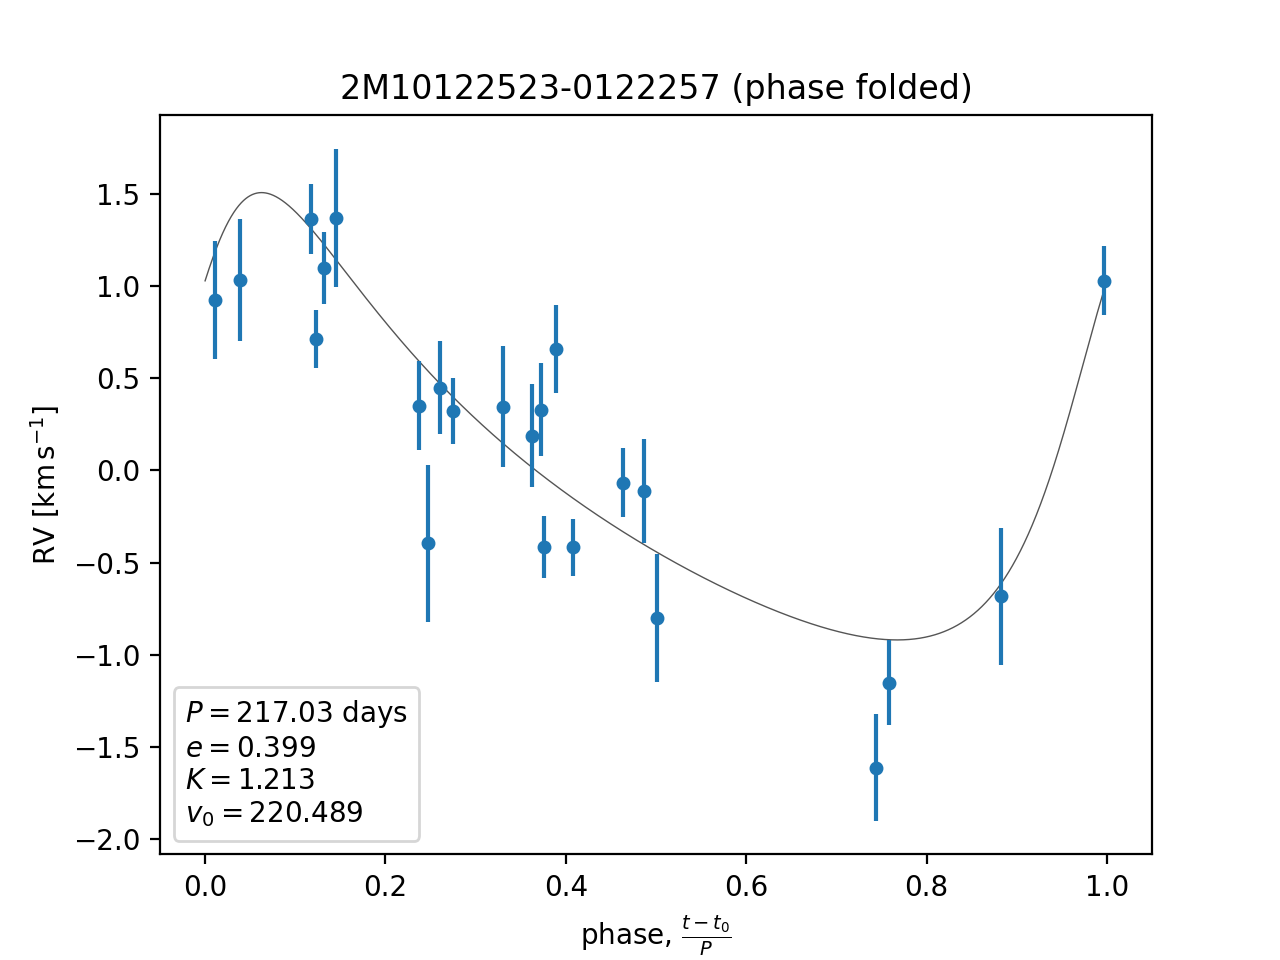 2M10122523-0122257 (phase folded)
RV [km s⁻¹]
1.5
1.0
0.5
0.0
−0.5
−1.0
−1.5
−2.0
P = 217.03 days
e = 0.399
K = 1.213
v₀ = 220.489
0.0 0.2 0.4 0.6 0.8 1.0
phase, (t − t₀)/P